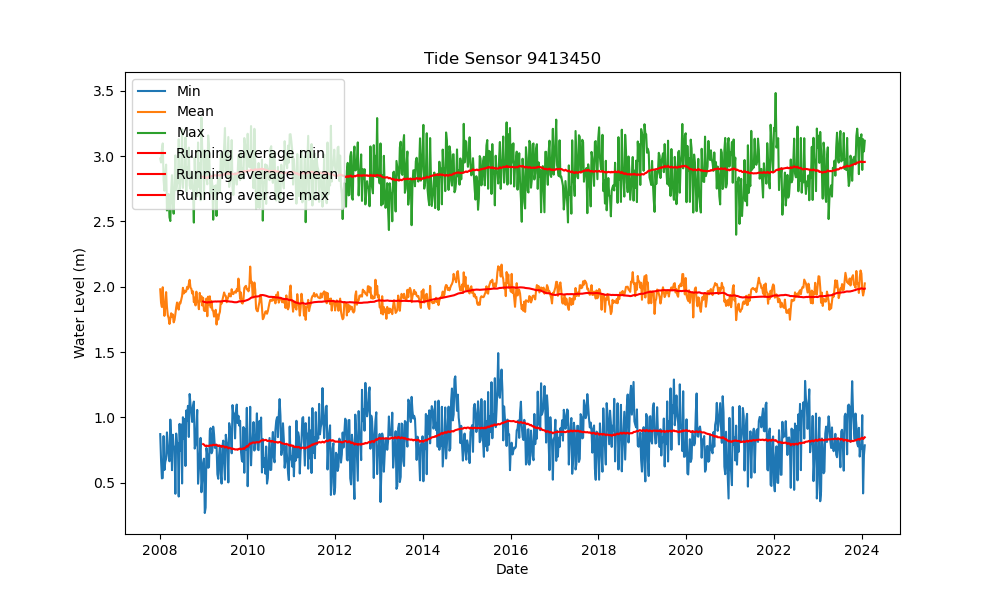 Tide Sensor 9413450
Min
Mean
Max
Running average min
Running average mean
Running average max
Water Level (m)
3.5
3.0
2.5
2.0
1.5
1.0
0.5
2008 2010 2012 2014 2016 2018 2020 2022 2024
Date